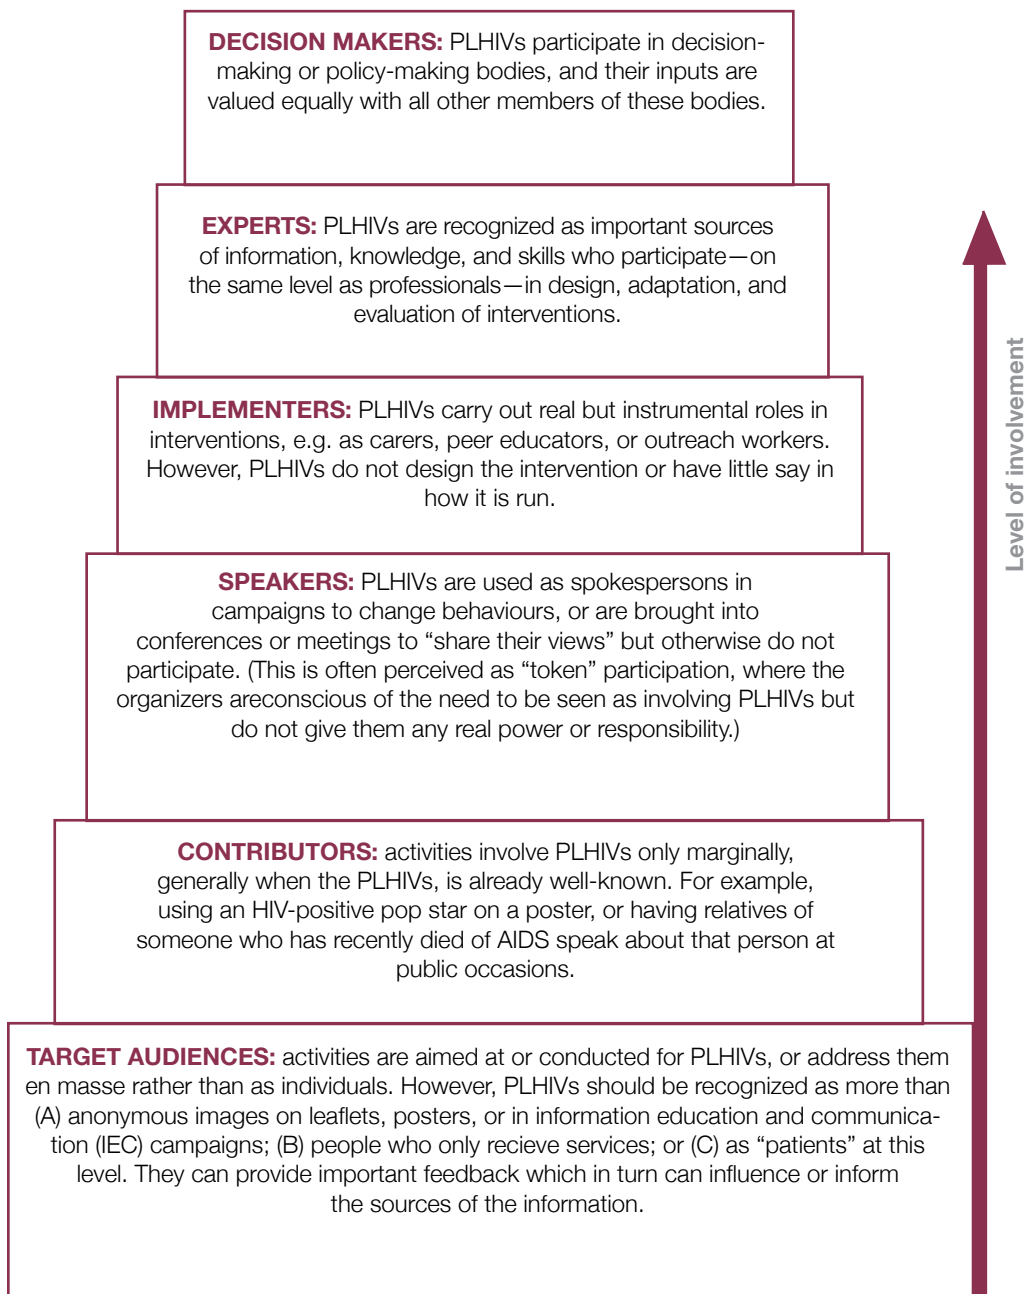 DECISION MAKERS: PLHIVs participate in decision-
making or policy-making bodies, and their inputs are
valued equally with all other members of these bodies.
EXPERTS: PLHIVs are recognized as important sources
of information, knowledge, and skills who participate—on
the same level as professionals—in design, adaptation, and
evaluation of interventions.
IMPLEMENTERS: PLHIVs carry out real but instrumental roles in
interventions, e.g. as carers, peer educators, or outreach workers.
However, PLHIVs do not design the intervention or have little say in
how it is run.
SPEAKERS: PLHIVs are used as spokespersons in
campaigns to change behaviours, or are brought into
conferences or meetings to “share their views” but otherwise do not
participate. (This is often perceived as “token” participation, where the
organizers areconscious of the need to be seen as involving PLHIVs but
do not give them any real power or responsibility.)
CONTRIBUTORS: activities involve PLHIVs only marginally,
generally when the PLHIVs, is already well-known. For example,
using an HIV-positive pop star on a poster, or having relatives of
someone who has recently died of AIDS speak about that person at
public occasions.
TARGET AUDIENCES: activities are aimed at or conducted for PLHIVs, or address them
en masse rather than as individuals. However, PLHIVs should be recognized as more than
(A) anonymous images on leaflets, posters, or in information education and communica-
tion (IEC) campaigns; (B) people who only recieve services; or (C) as “patients” at this
level. They can provide important feedback which in turn can influence or inform
the sources of the information.
Level of involvement